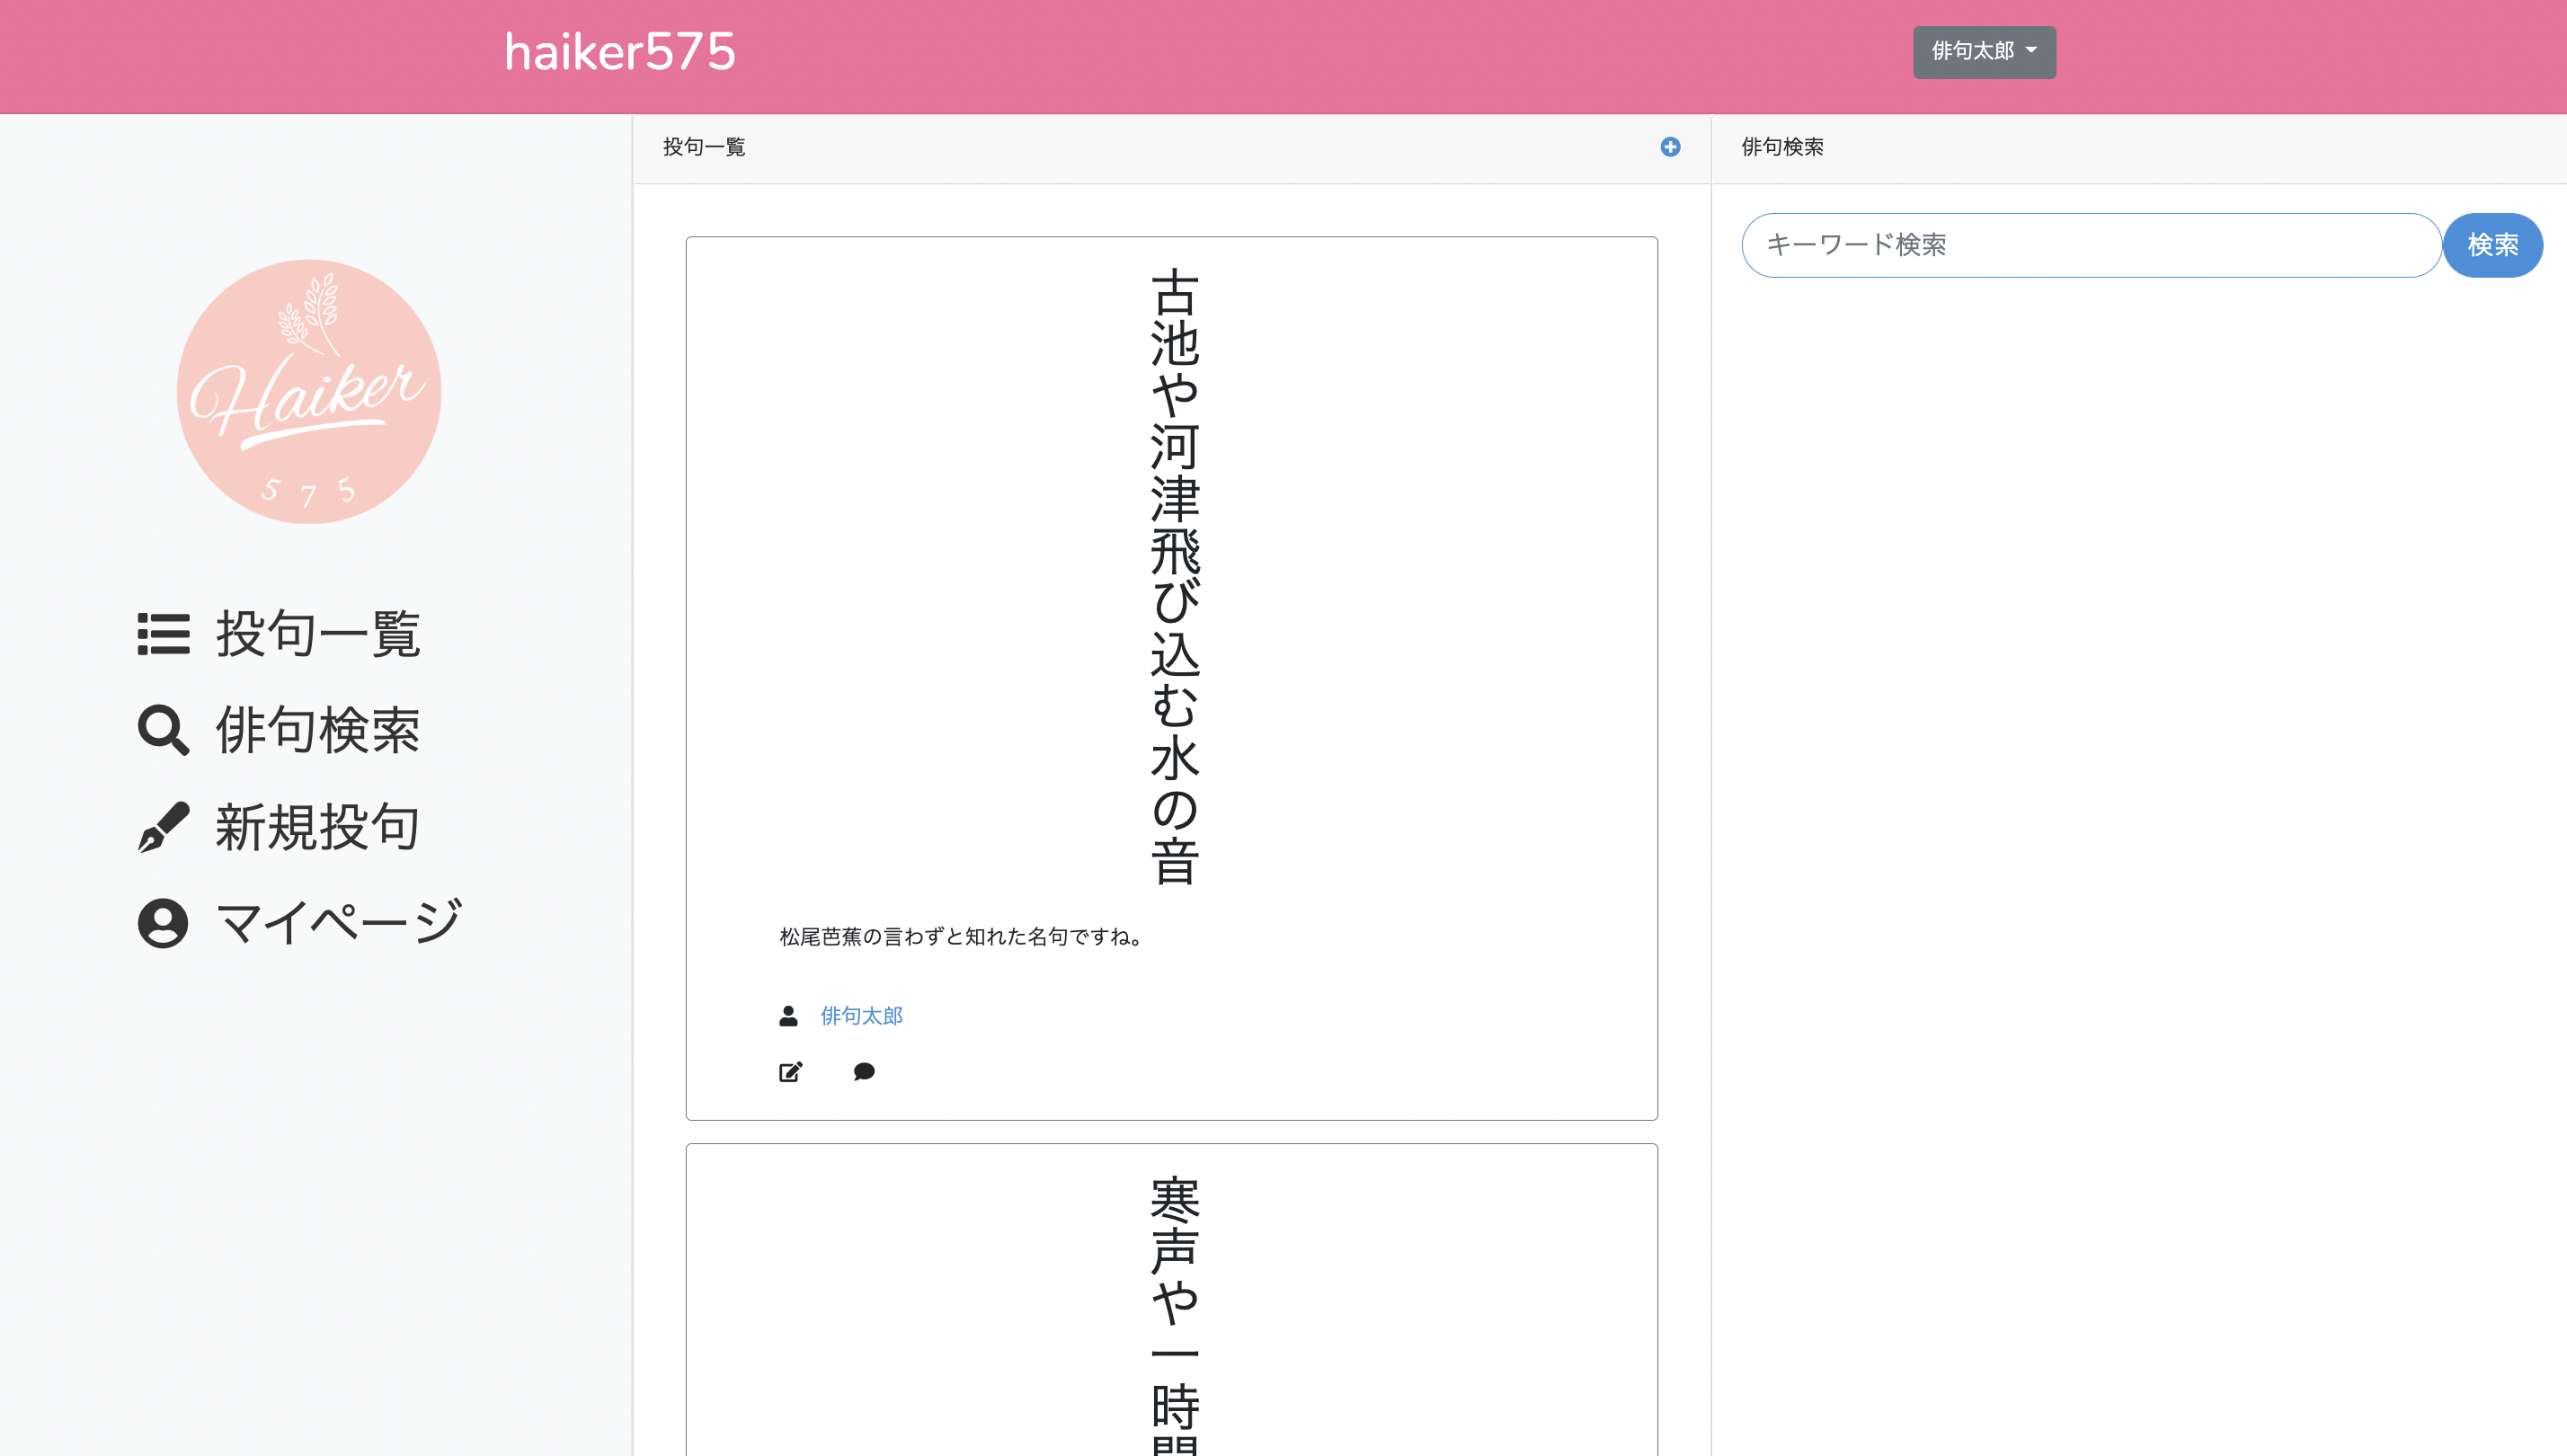 haiker575
俳句太郎
Haiker
5 7 5
投句一覧
俳句検索
新規投句
マイページ
投句一覧
古池や河津飛び込む水の音
松尾芭蕉の言わずと知れた名句ですね。
俳句太郎
寒声や一時
俳句検索
キーワード検索
検索